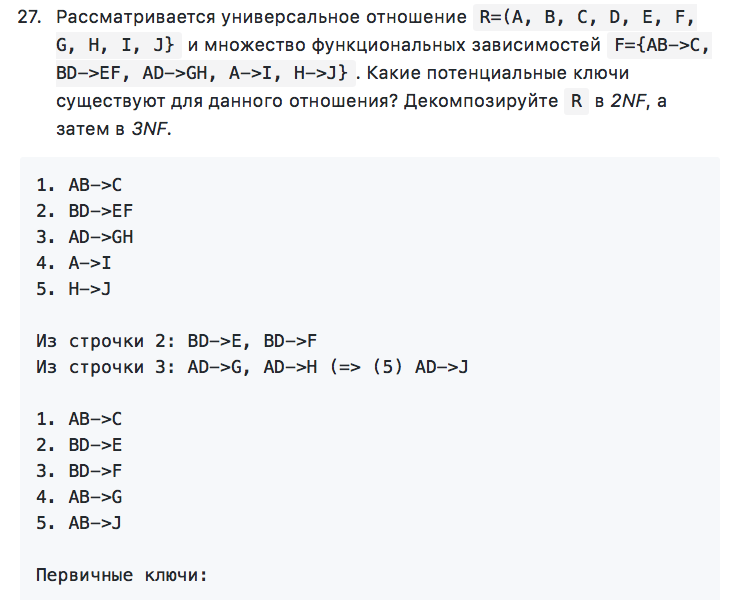 27. Рассматривается универсальное отношение R=(A, B, C, D, E, F,
G, H, I, J} и множество функциональных зависимостей F={AB->C,
BD->EF, AD->GH, A->I, H->J} . Какие потенциальные ключи
существуют для данного отношения? Декомпозируйте R в 2NF, а
затем в 3NF.
1. AB->C
2. BD->EF
3. AD->GH
4. A->I
5. H->J
Из строчки 2: BD->E, BD->F
Из строчки 3: AD->G, AD->H (=> (5) AD->J
1. AB->C
2. BD->E
3. BD->F
4. AB->G
5. AB->J
Первичные ключи: